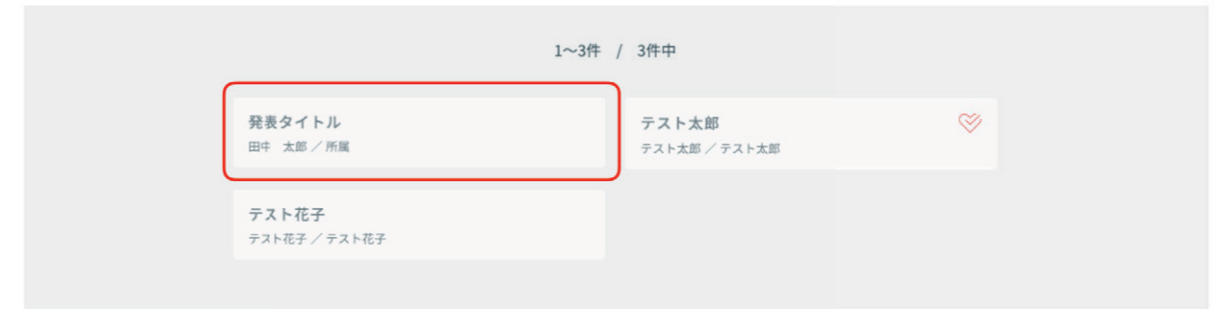 1〜3件 / 3件中
発表タイトル
田中 太郎 ／ 所属
テスト太郎
テスト太郎 ／ テスト太郎
テスト花子
テスト花子 ／ テスト花子